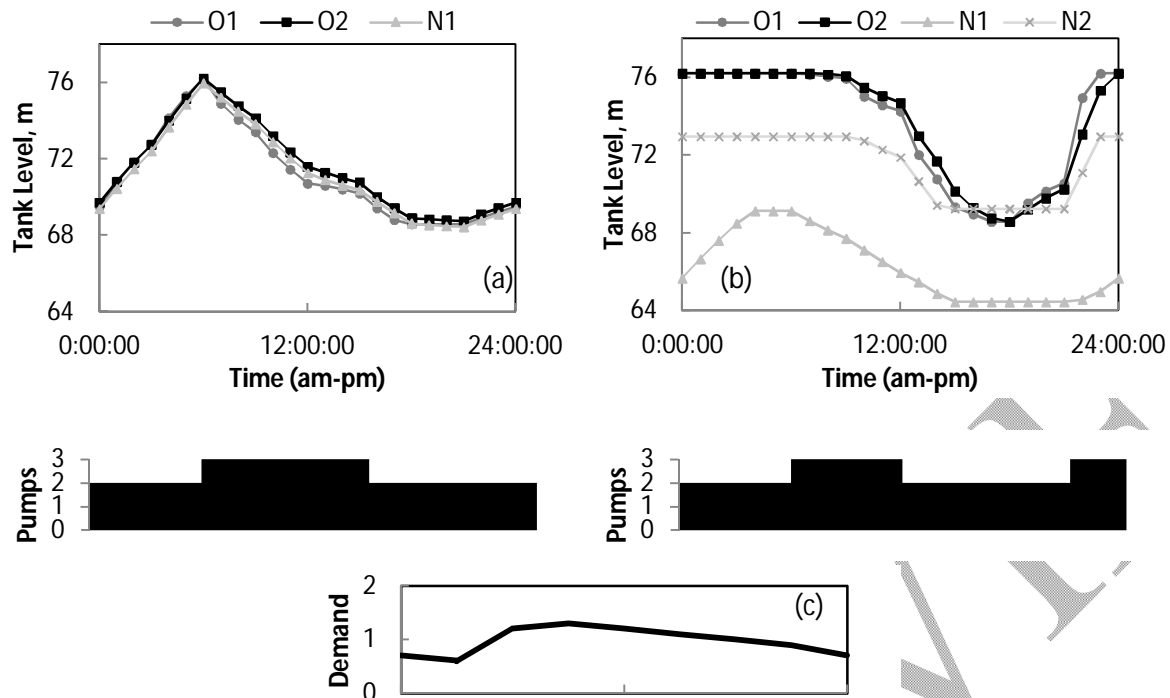 O1 O2 N1
76
72
68
64
Tank Level, m
(a)
0:00:00 12:00:00 24:00:00
Time (am-pm)
O1 O2 N1 N2
76
72
68
64
Tank Level, m
(b)
0:00:00 12:00:00 24:00:00
Time (am-pm)
Pumps
3
2
1
0
Pumps
3
2
1
0
Demand
2
1
0
(c)